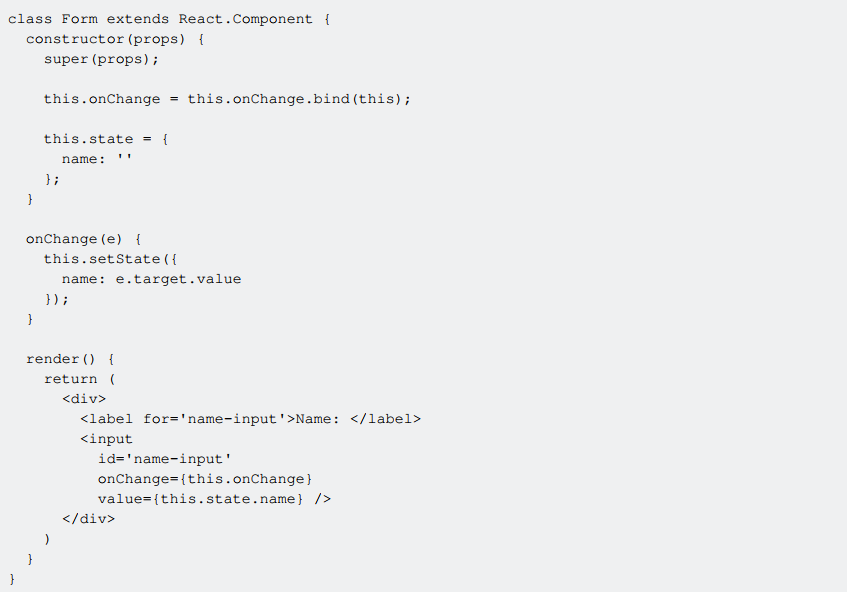 class Form extends React.Component {
  constructor(props) {
    super(props);

    this.onChange = this.onChange.bind(this);

    this.state = {
      name: ''
    };
  }

  onChange(e) {
    this.setState({
      name: e.target.value
    });
  }

  render() {
    return (
      <div>
        <label for='name-input'>Name: </label>
        <input
          id='name-input'
          onChange={this.onChange}
          value={this.state.name} />
      </div>
    )
  }
}